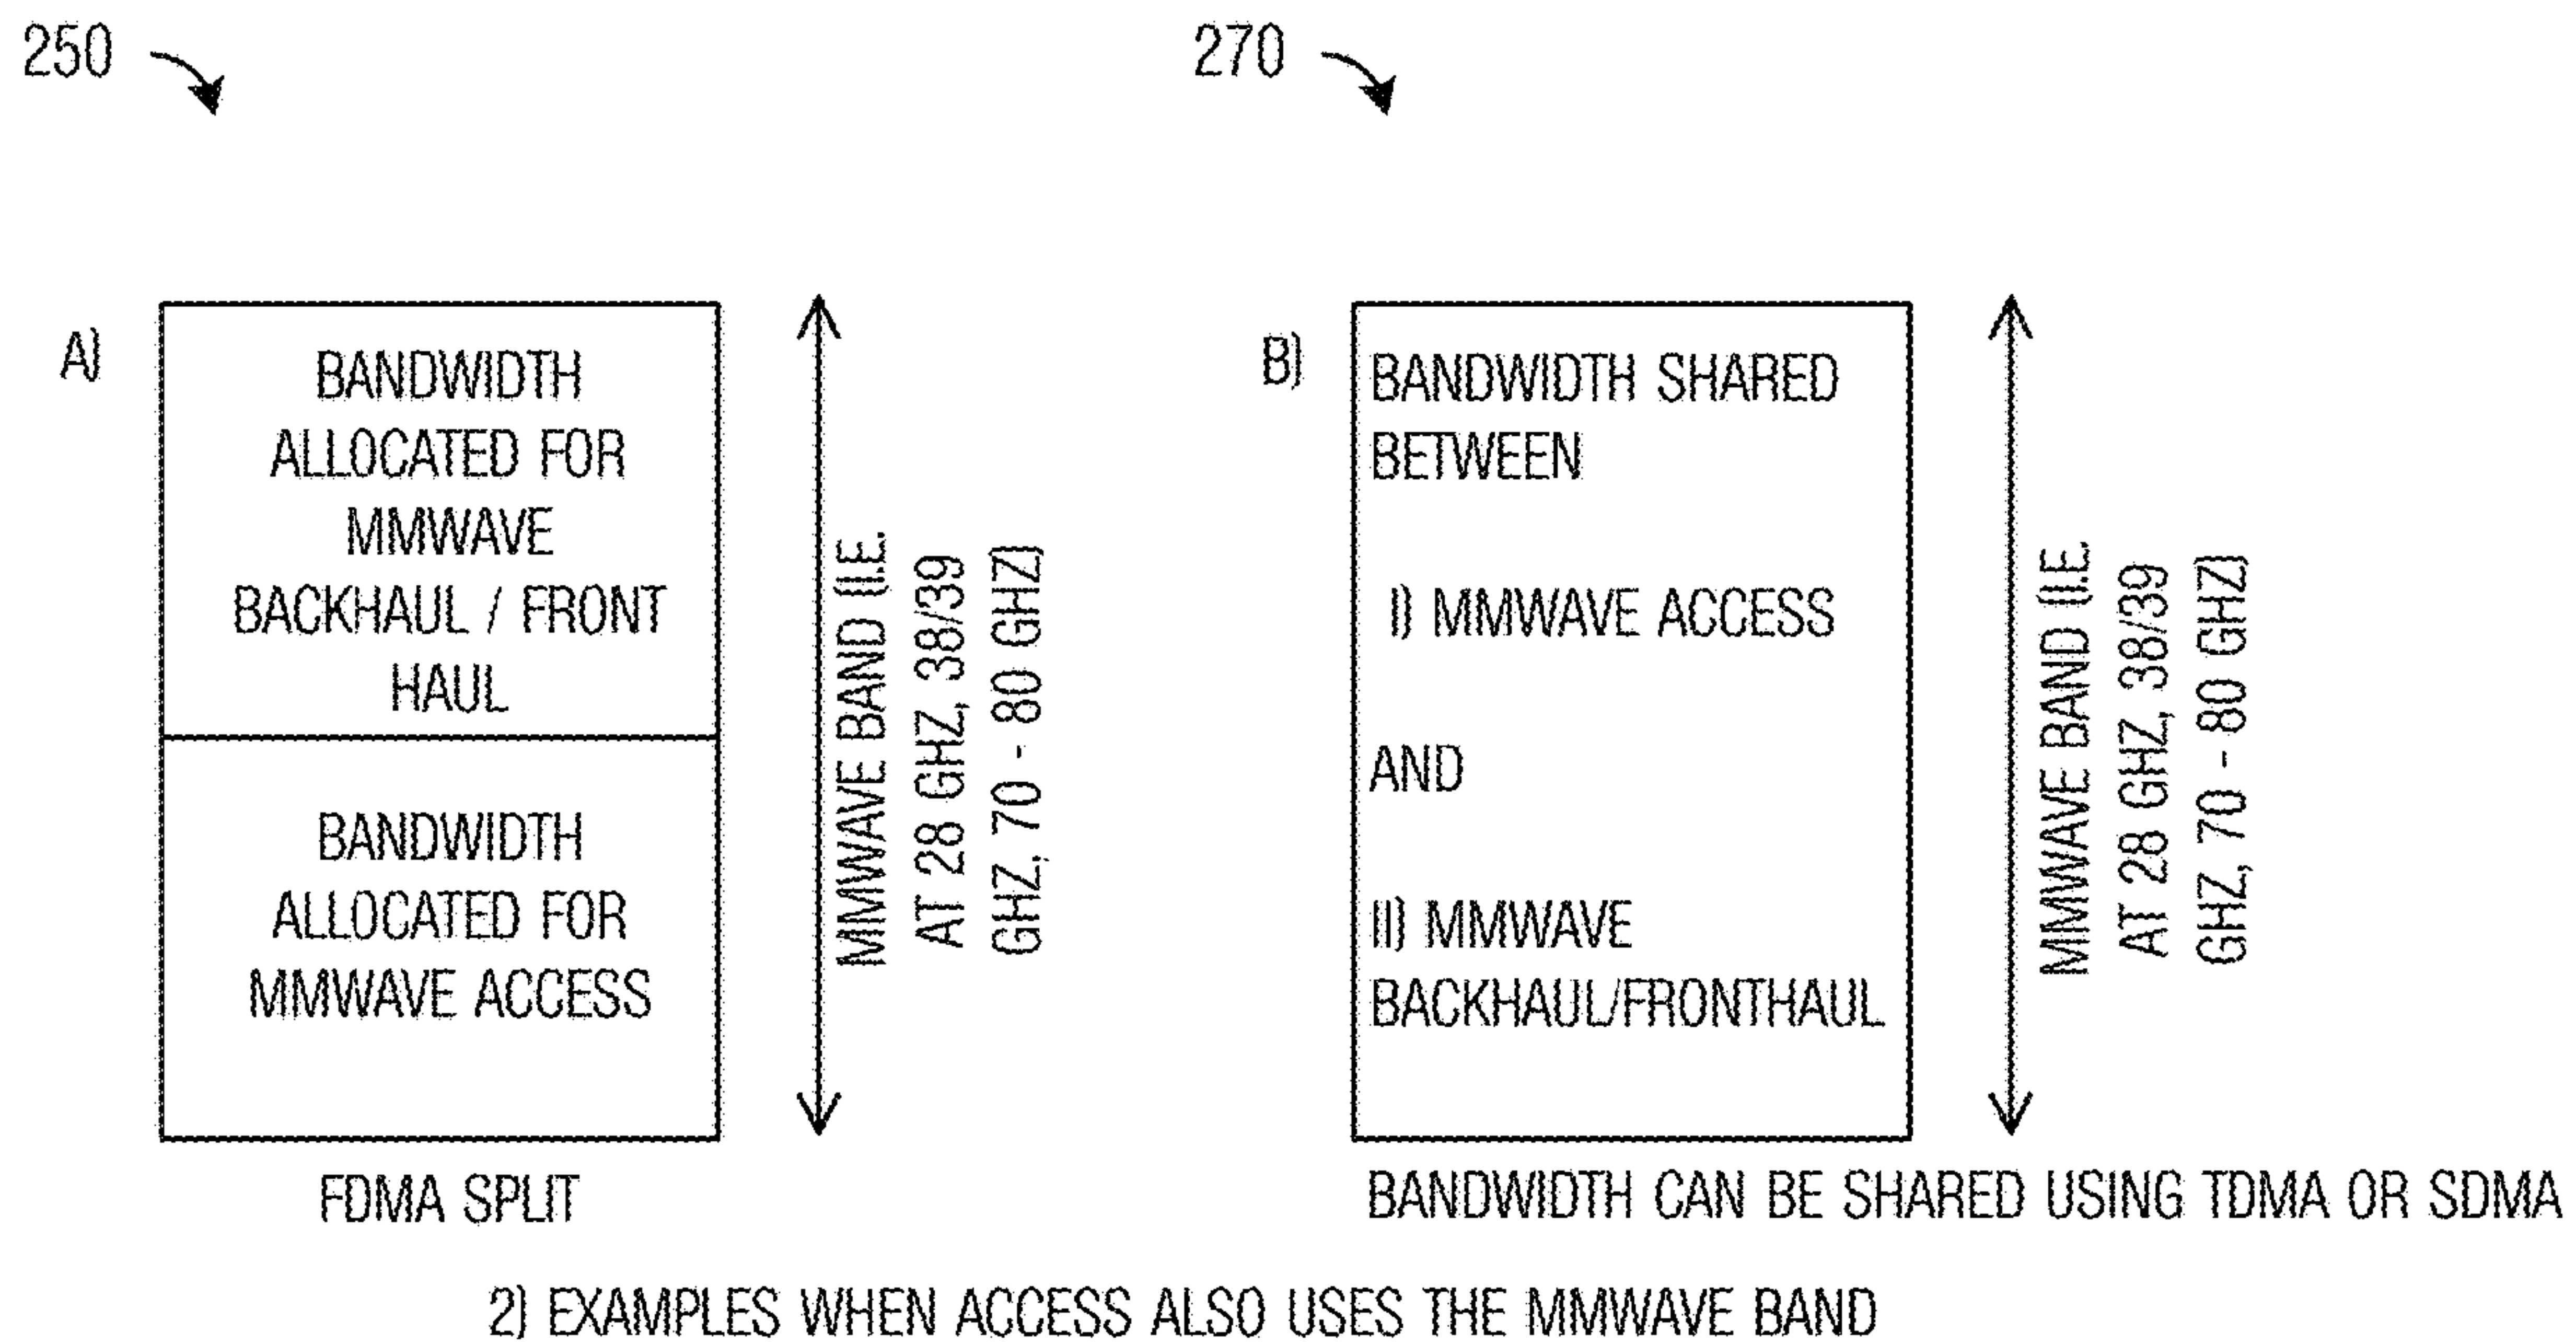 250
270
A)
BANDWIDTH
ALLOCATED FOR
MMWAVE
BACKHAUL / FRONT
HAUL
BANDWIDTH
ALLOCATED FOR
MMWAVE ACCESS
MMWAVE BAND (I.E.
AT 28 GHZ, 38/39
GHZ, 70 - 80 GHZ)
FDMA SPLIT
B)
BANDWIDTH SHARED
BETWEEN
I) MMWAVE ACCESS
AND
II) MMWAVE
BACKHAUL/FRONTHAUL
MMWAVE BAND (I.E.
AT 28 GHZ, 38/39
GHZ, 70 - 80 GHZ)
BANDWIDTH CAN BE SHARED USING TDMA OR SDMA
2) EXAMPLES WHEN ACCESS ALSO USES THE MMWAVE BAND